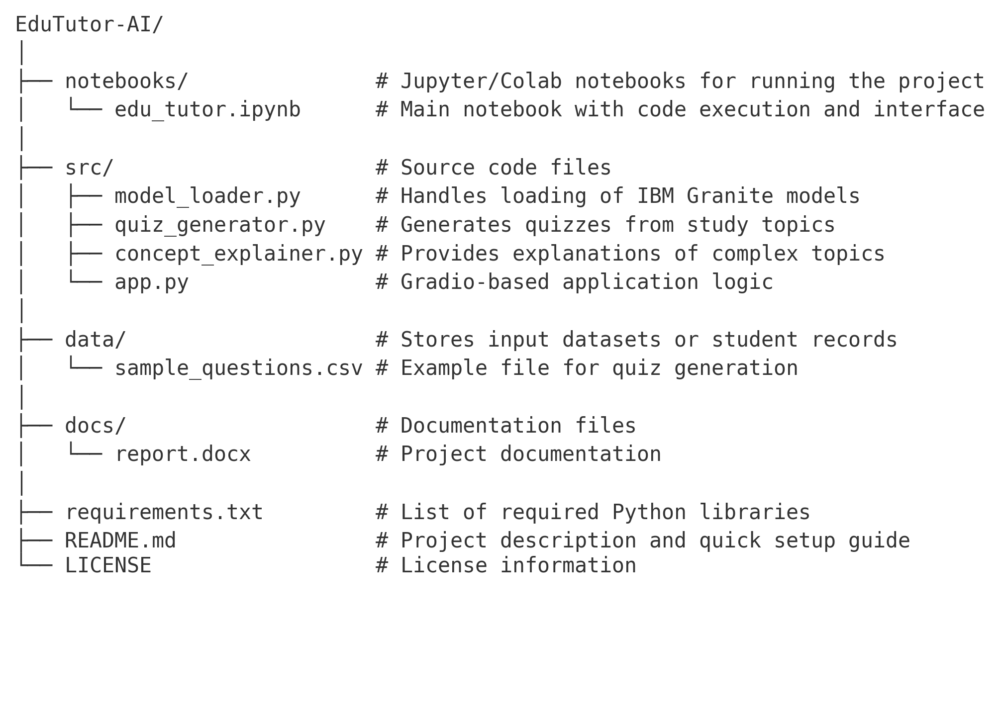 EduTutor-AI/
│
├── notebooks/               # Jupyter/Colab notebooks for running the project
│   └── edu_tutor.ipynb      # Main notebook with code execution and interface
│
├── src/                     # Source code files
│   ├── model_loader.py      # Handles loading of IBM Granite models
│   ├── quiz_generator.py    # Generates quizzes from study topics
│   ├── concept_explainer.py # Provides explanations of complex topics
│   └── app.py               # Gradio-based application logic
│
├── data/                    # Stores input datasets or student records
│   └── sample_questions.csv # Example file for quiz generation
│
├── docs/                    # Documentation files
│   └── report.docx          # Project documentation
│
├── requirements.txt         # List of required Python libraries
├── README.md                # Project description and quick setup guide
└── LICENSE                  # License information